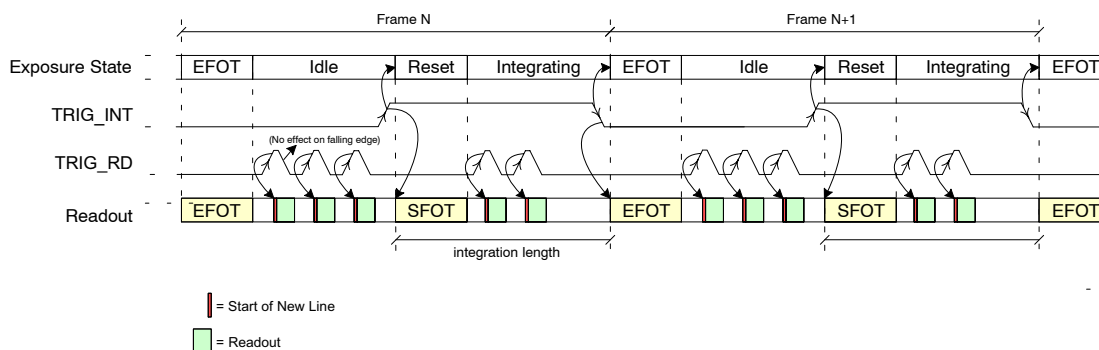 Frame N Frame N+1
Exposure State EFOT Idle Reset Integrating EFOT Idle Reset Integrating EFOT
TRIG_INT
(No effect on falling edge)
TRIG_RD
Readout EFOT SFOT EFOT SFOT EFOT
integration length
= Start of New Line
= Readout